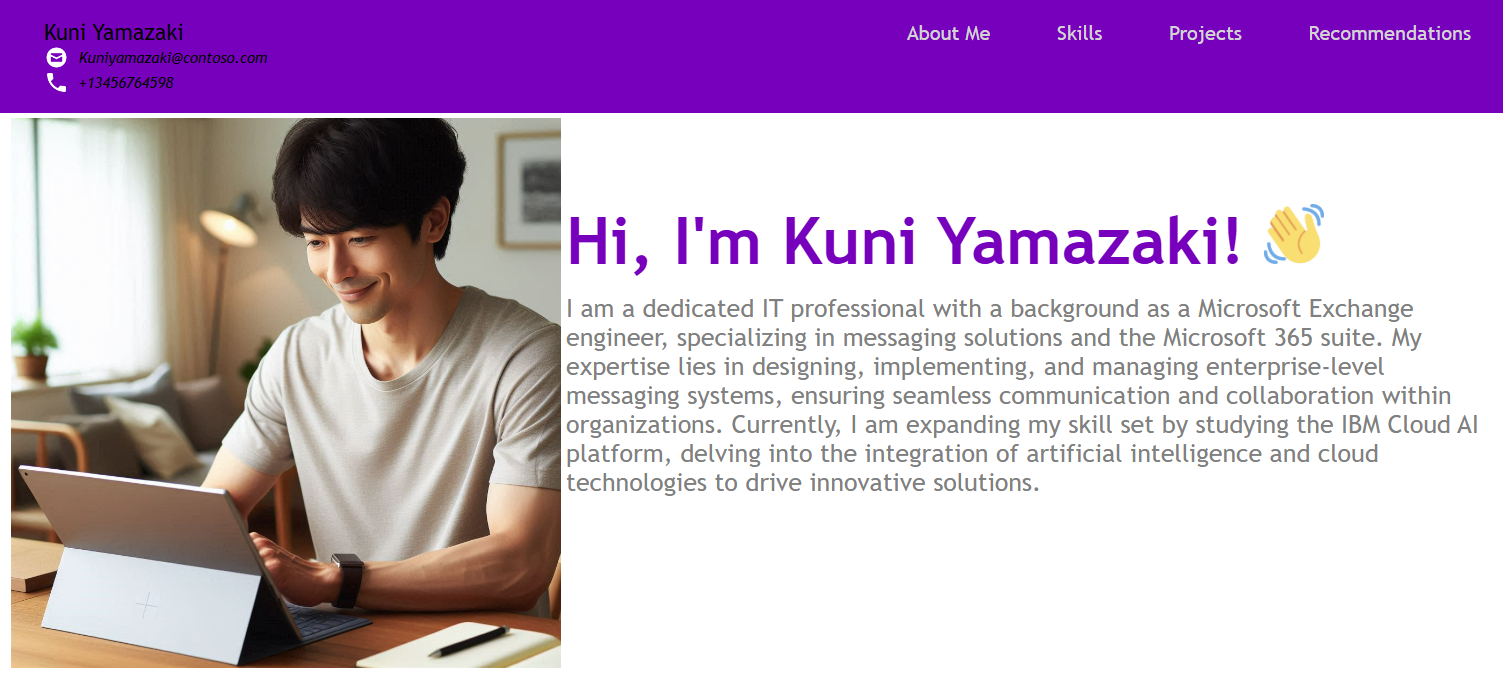 Kuni Yamazaki
Kuniyamazaki@contoso.com
+13456764598
About Me Skills Projects Recommendations
Hi, I'm Kuni Yamazaki! 👋
I am a dedicated IT professional with a background as a Microsoft Exchange
engineer, specializing in messaging solutions and the Microsoft 365 suite. My
expertise lies in designing, implementing, and managing enterprise-level
messaging systems, ensuring seamless communication and collaboration within
organizations. Currently, I am expanding my skill set by studying the IBM Cloud AI
platform, delving into the integration of artificial intelligence and cloud
technologies to drive innovative solutions.